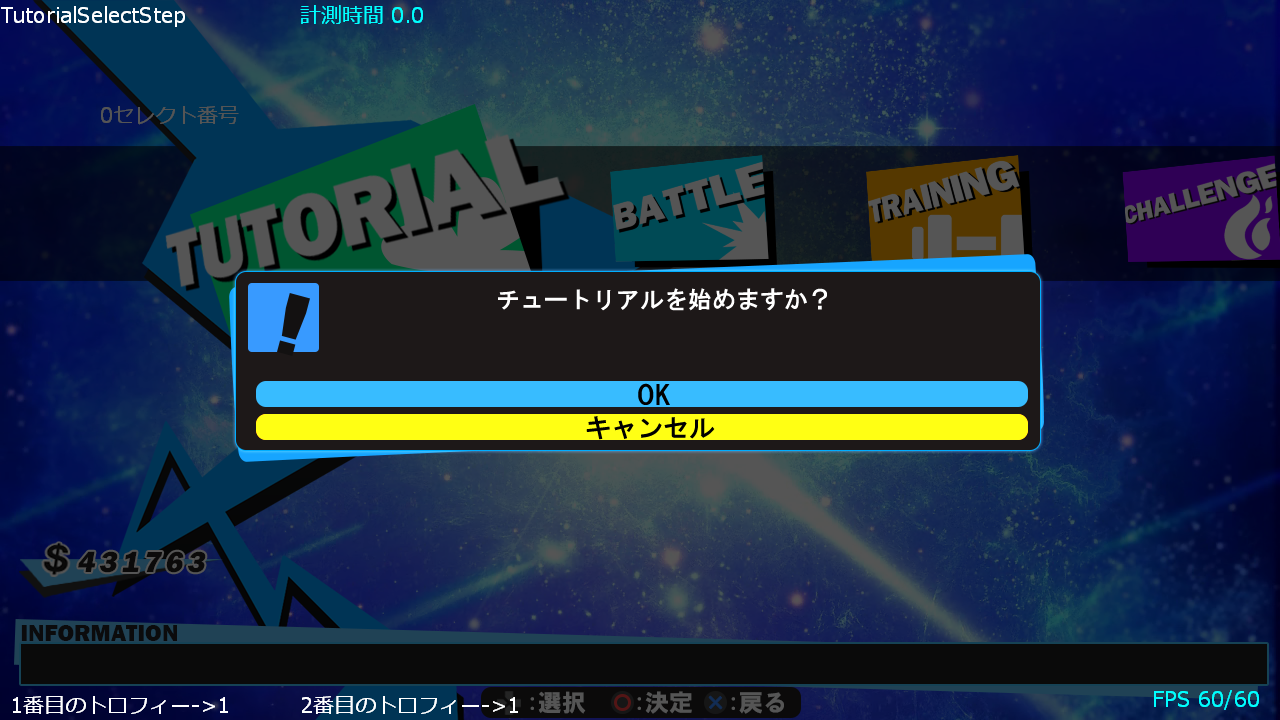 TutorialSelectStep
計測時間 0.0
0セレクト番号
TUTORIAL
BATTLE
TRAINING
CHALLENGE
チュートリアルを始めますか？
OK
キャンセル
$ 431763
INFORMATION
:選択 :決定 :戻る
1番目のトロフィー->1
2番目のトロフィー->1
FPS 60/60